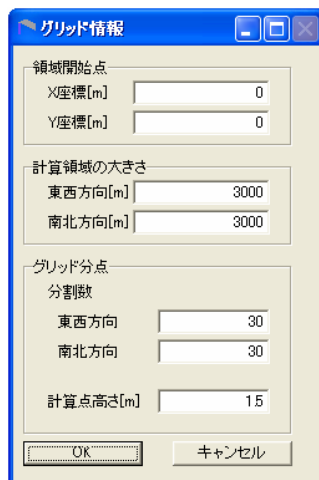 グリッド情報
領域開始点
X座標[m] 0
Y座標[m] 0
計算領域の大きさ
東西方向[m] 3000
南北方向[m] 3000
グリッド分点
分割数
東西方向 30
南北方向 30
計算点高さ[m] 1.5
OK キャンセル